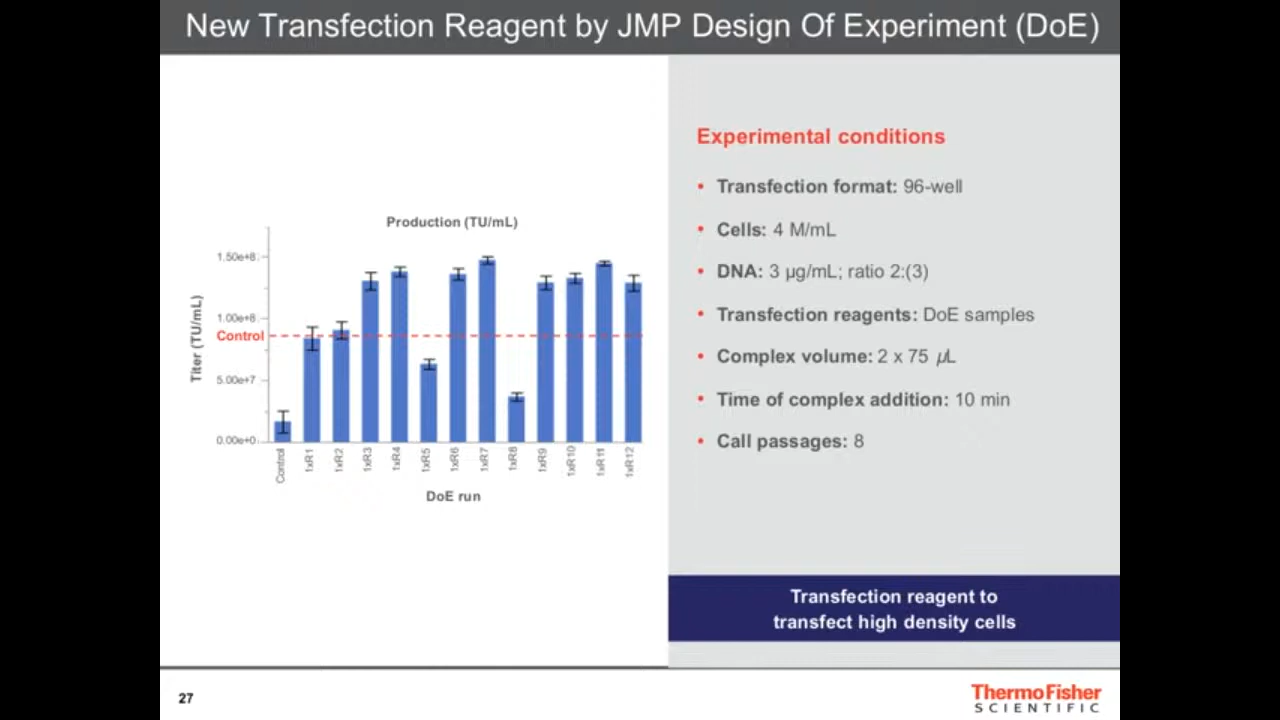 New Transfection Reagent by JMP Design Of Experiment (DoE)
Production (TU/mL)
Titer (TU/mL)
1.50e+8
1.00e+8
Control
5.00e+7
0.00e+0
Control
1xR1
1xR2
1xR3
1xR4
1xR5
1xR6
1xR7
1xR8
1xR9
1xR10
1xR11
1xR12
DoE run
Experimental conditions
• Transfection format: 96-well
• Cells: 4 M/mL
• DNA: 3 µg/mL; ratio 2:(3)
• Transfection reagents: DoE samples
• Complex volume: 2 x 75 µL
• Time of complex addition: 10 min
• Call passages: 8
Transfection reagent to
transfect high density cells
27
ThermoFisher
SCIENTIFIC